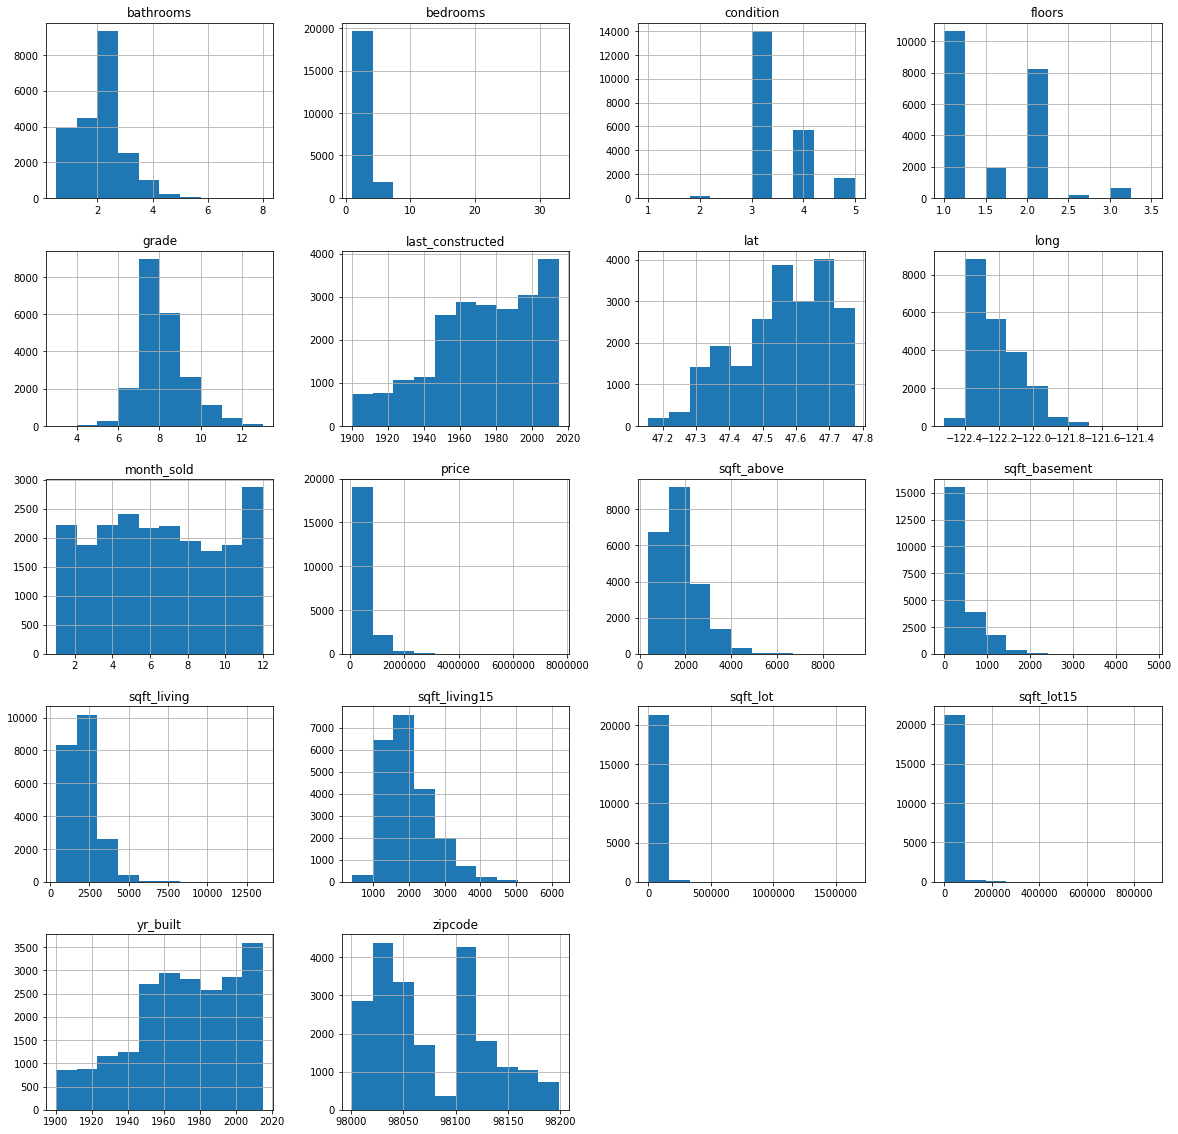 bathrooms bedrooms condition floors
8000 6000 4000 2000 0
2 4 6 8
20000 15000 10000 5000 0
0 10 20 30
14000 12000 10000 8000 6000 4000 2000 0
1 2 3 4 5
10000 8000 6000 4000 2000 0
1.0 1.5 2.0 2.5 3.0 3.5
grade last_constructed lat long
8000 6000 4000 2000 0
4 6 8 10 12
4000 3000 2000 1000 0
1900 1920 1940 1960 1980 2000 2020
4000 3000 2000 1000 0
47.2 47.3 47.4 47.5 47.6 47.7 47.8
8000 6000 4000 2000 0
−122.4 −122.2 −122.0 −121.8 −121.6 −121.4
month_sold price sqft_above sqft_basement
3000 2500 2000 1500 1000 500 0
2 4 6 8 10 12
20000 15000 10000 5000 0
0 2000000 4000000 6000000 8000000
8000 6000 4000 2000 0
0 2000 4000 6000 8000
15000 12500 10000 7500 5000 2500 0
0 1000 2000 3000 4000 5000
sqft_living sqft_living15 sqft_lot sqft_lot15
10000 8000 6000 4000 2000 0
0 2500 5000 7500 10000 12500
7000 6000 5000 4000 3000 2000 1000 0
1000 2000 3000 4000 5000 6000
20000 15000 10000 5000 0
0 500000 1000000 1500000
20000 15000 10000 5000 0
0 200000 400000 600000 800000
yr_built zipcode
3500 3000 2500 2000 1500 1000 500 0
1900 1920 1940 1960 1980 2000 2020
4000 3000 2000 1000 0
98000 98050 98100 98150 98200